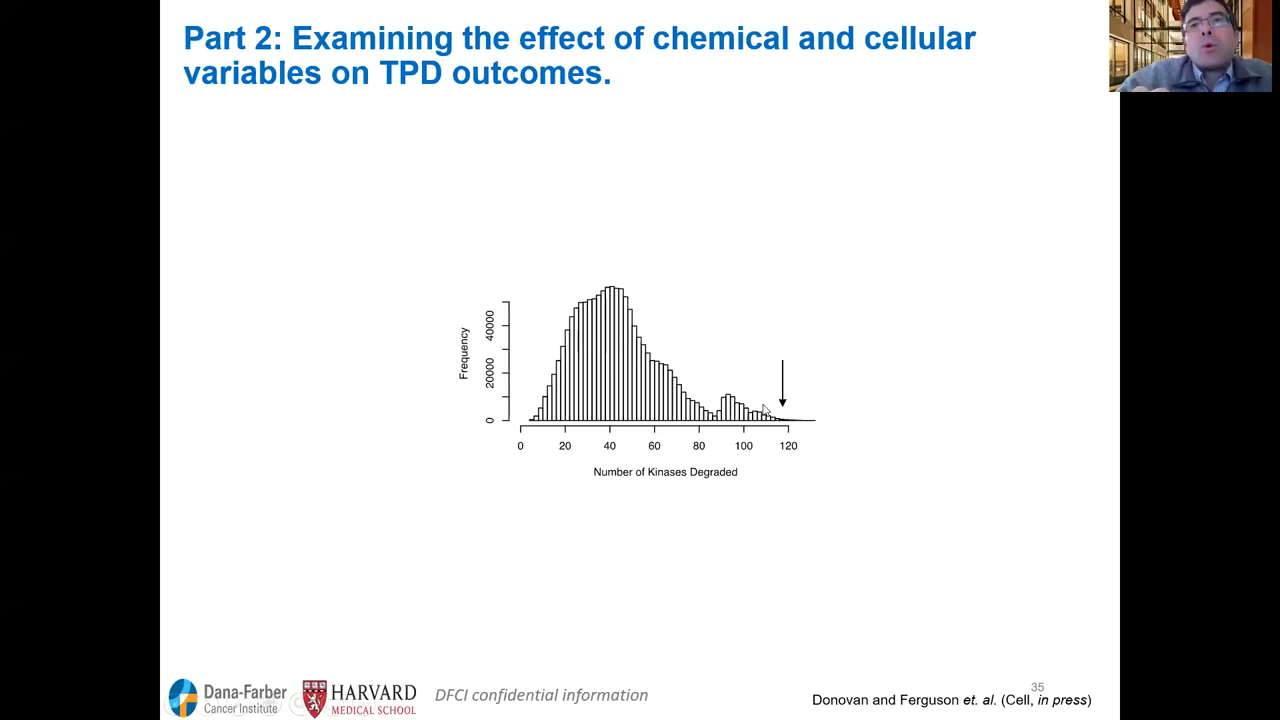 Part 2: Examining the effect of chemical and cellular
variables on TPD outcomes.
Frequency
0 20000 40000
0 20 40 60 80 100 120
Number of Kinases Degraded
Dana-Farber
Cancer Institute
HARVARD
MEDICAL SCHOOL
DFCI confidential information
35
Donovan and Ferguson et. al. (Cell, in press)